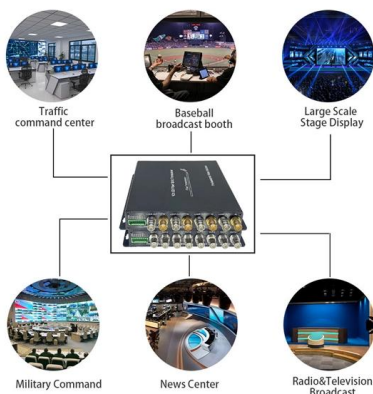 Traffic
command center
Baseball
broadcast booth
Large Scale
Stage Display
Military Command
News Center
Radio&Television
Broadcast